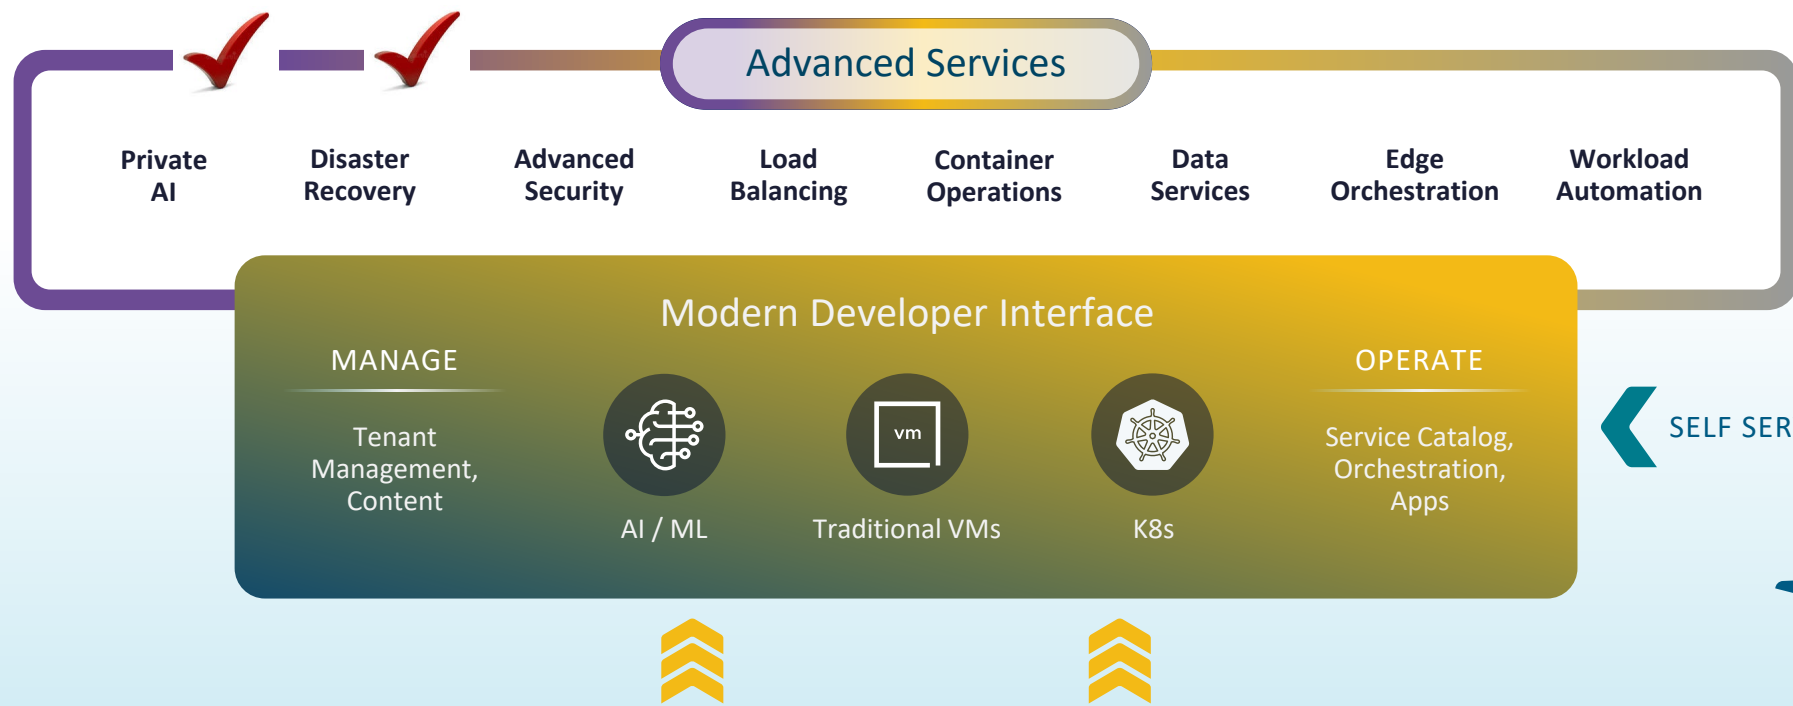 Advanced Services
Private
AI
Disaster
Recovery
Advanced
Security
Load
Balancing
Container
Operations
Data
Services
Edge
Orchestration
Workload
Automation
Modern Developer Interface
MANAGE
Tenant
Management,
Content
vm
AI / ML
Traditional VMs
K8s
OPERATE
Service Catalog,
Orchestration,
Apps
SELF SER